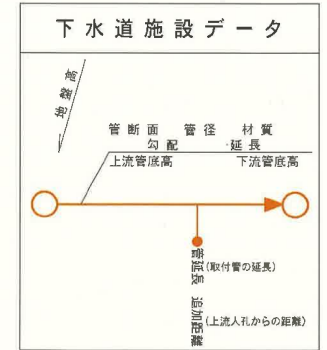 下水道施設データ
地盤高
管断面 管径 材質
勾配 延長
上流管底高 下流管底高
管延長 (取付管の延長)
追加距離 (上流人孔からの距離)